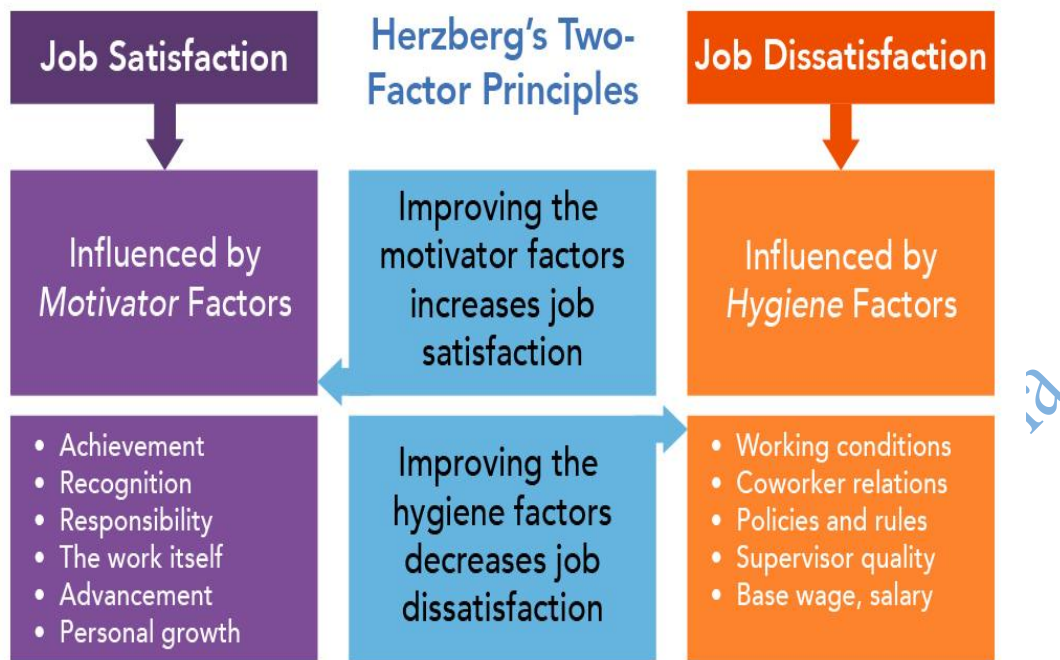 Job Satisfaction
Herzberg's Two-
Factor Principles
Job Dissatisfaction
Influenced by
Motivator Factors
Improving the
motivator factors
increases job
satisfaction
Influenced by
Hygiene Factors
• Achievement
• Recognition
• Responsibility
• The work itself
• Advancement
• Personal growth
Improving the
hygiene factors
decreases job
dissatisfaction
• Working conditions
• Coworker relations
• Policies and rules
• Supervisor quality
• Base wage, salary